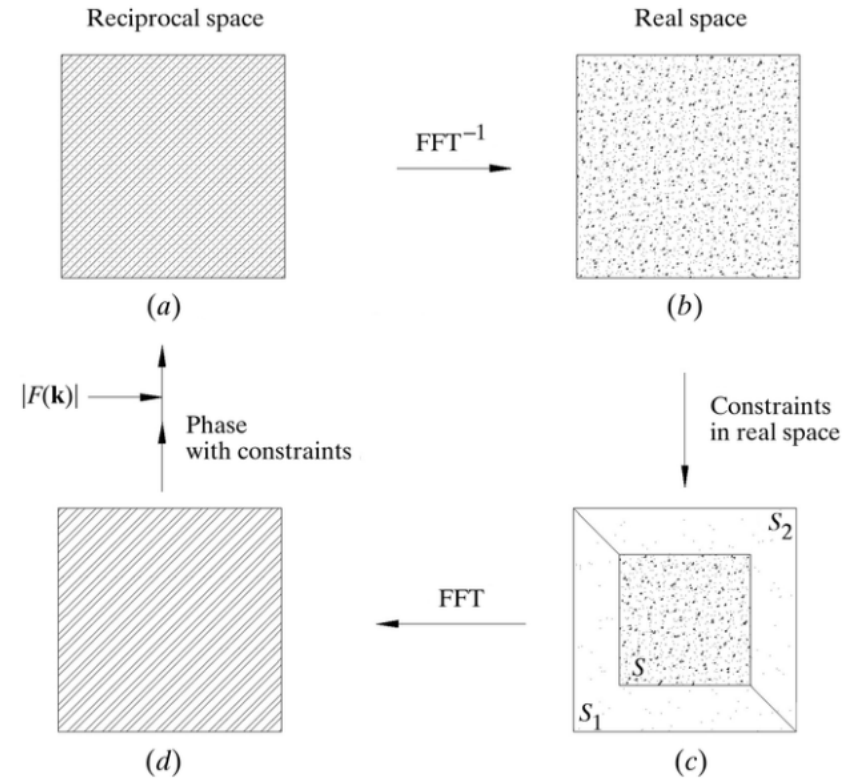 Reciprocal space
Real space
FFT⁻¹
(a)
(b)
|F(k)|
Phase
with constraints
Constraints
in real space
FFT
S₂
S
S₁
(d)
(c)